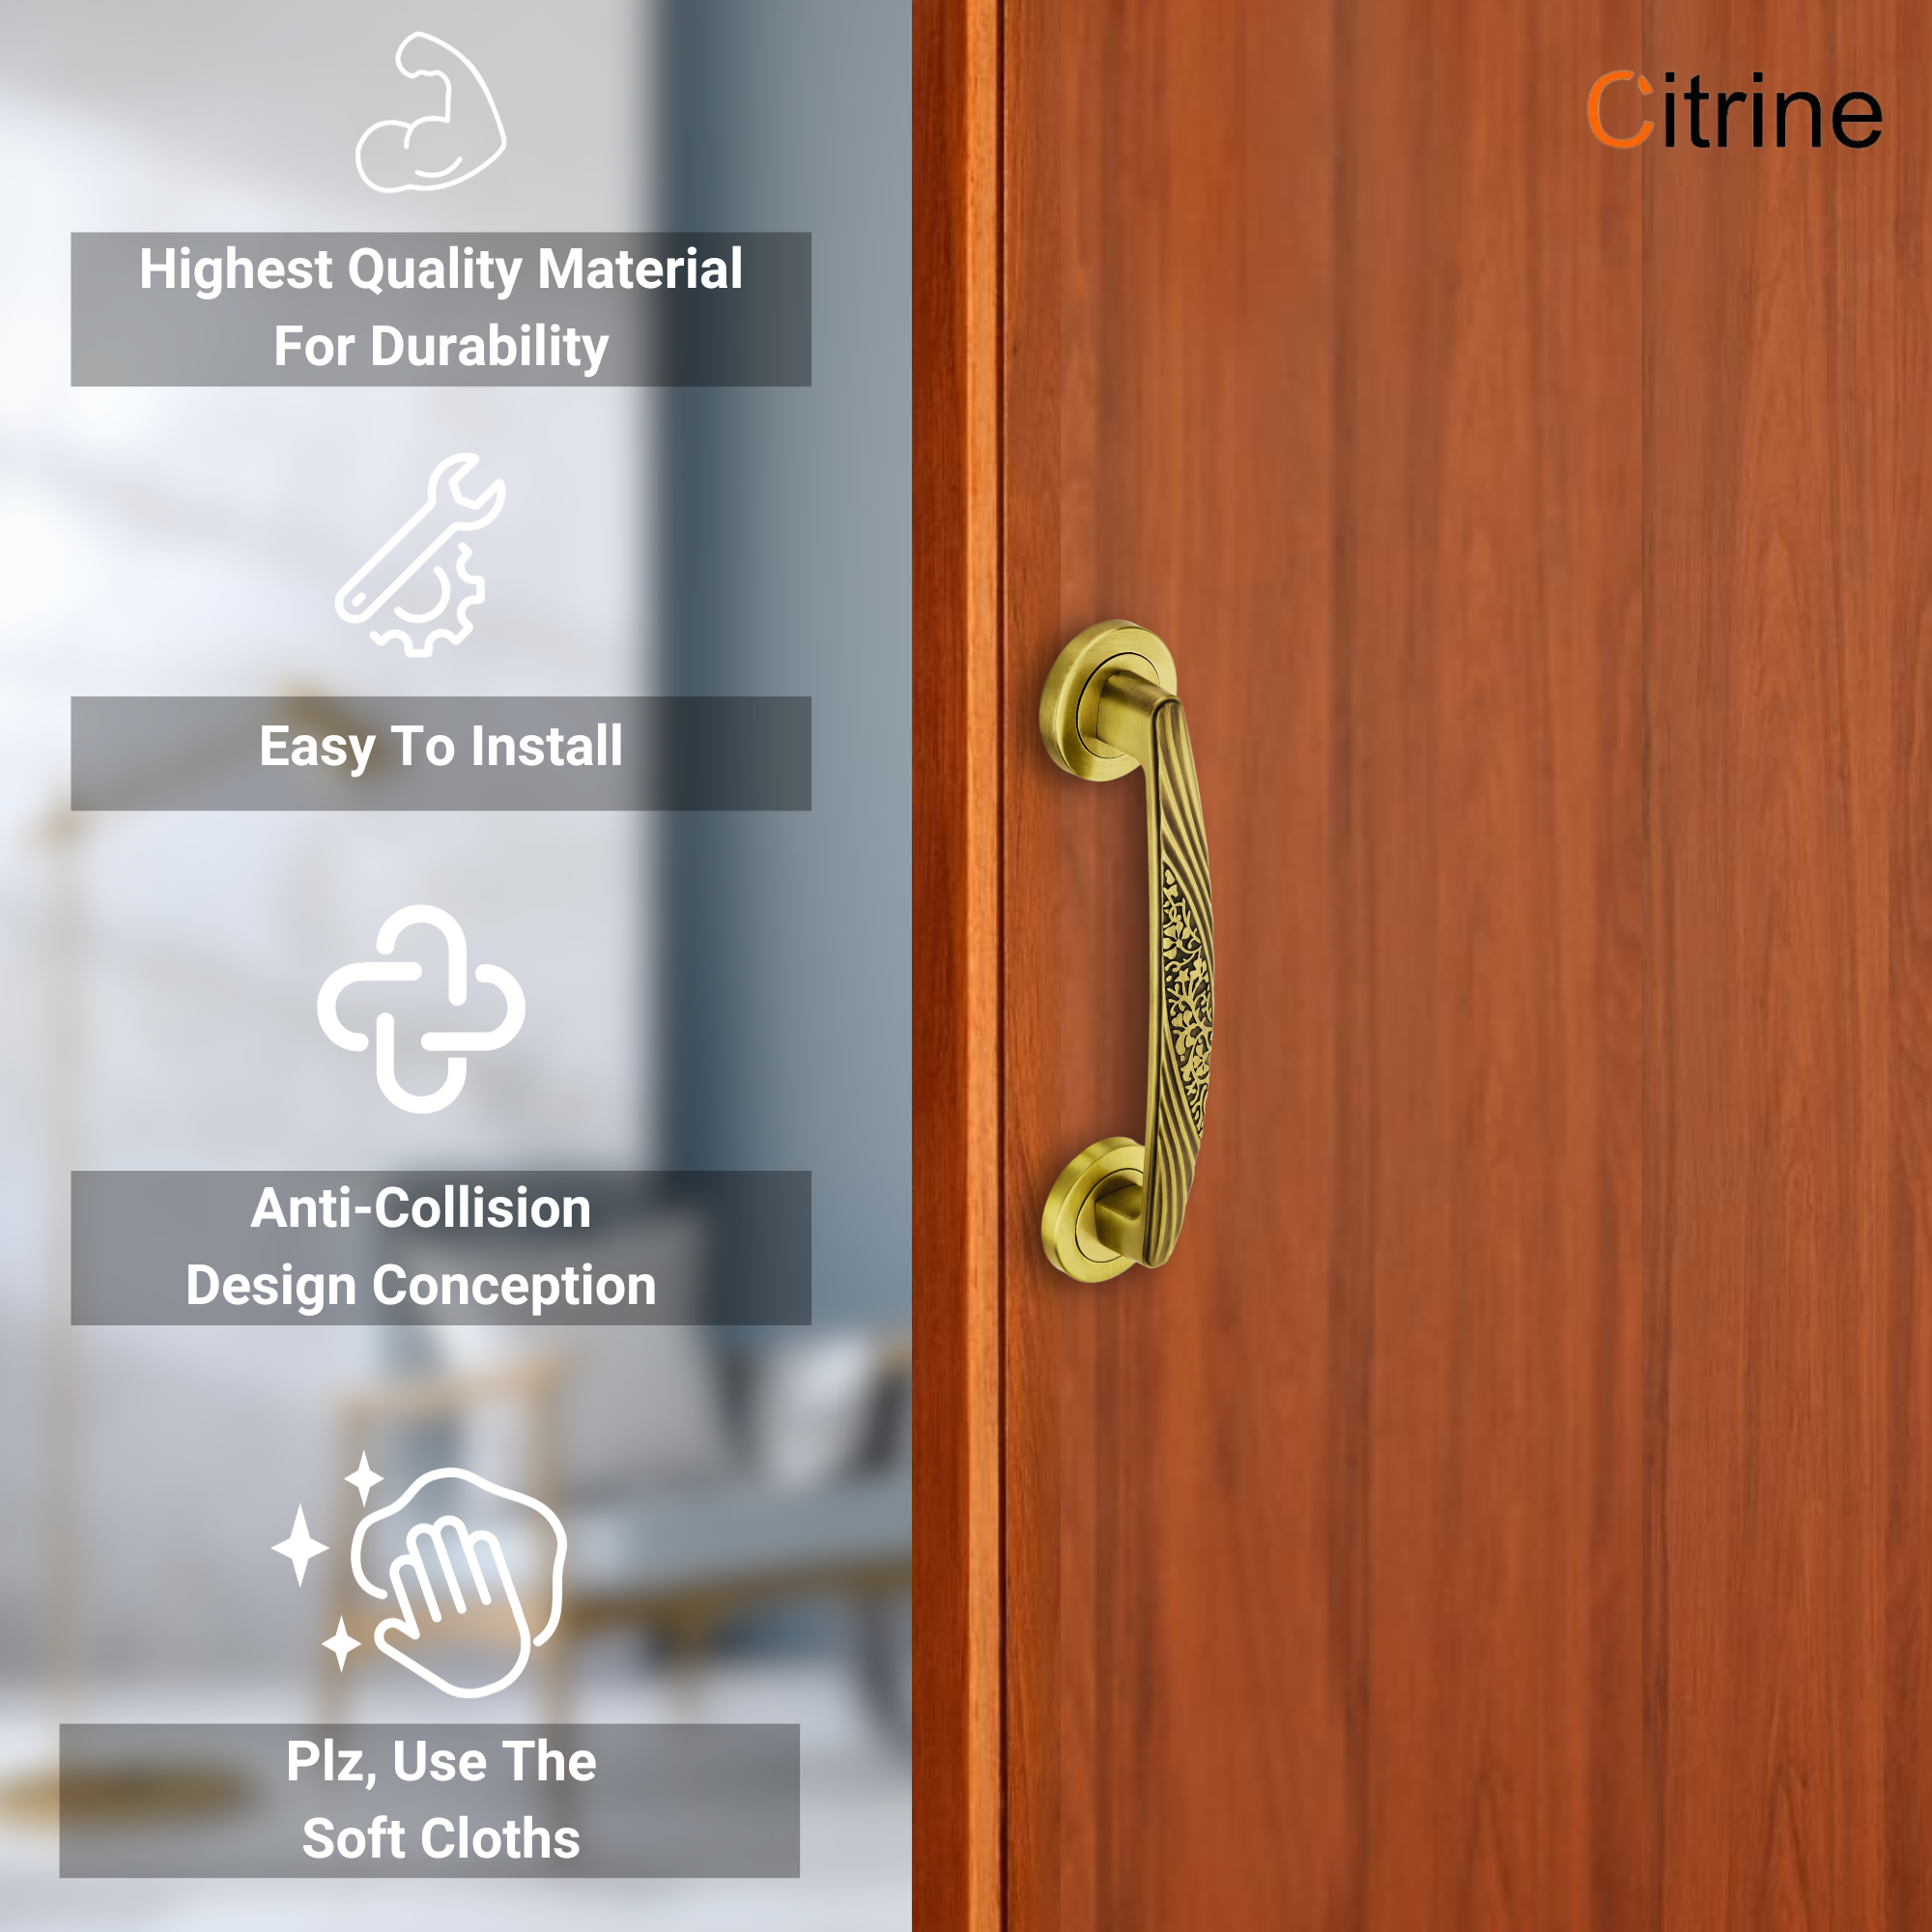 Citrine
Highest Quality Material
For Durability
Easy To Install
Anti-Collision
Design Conception
Plz, Use The
Soft Cloths